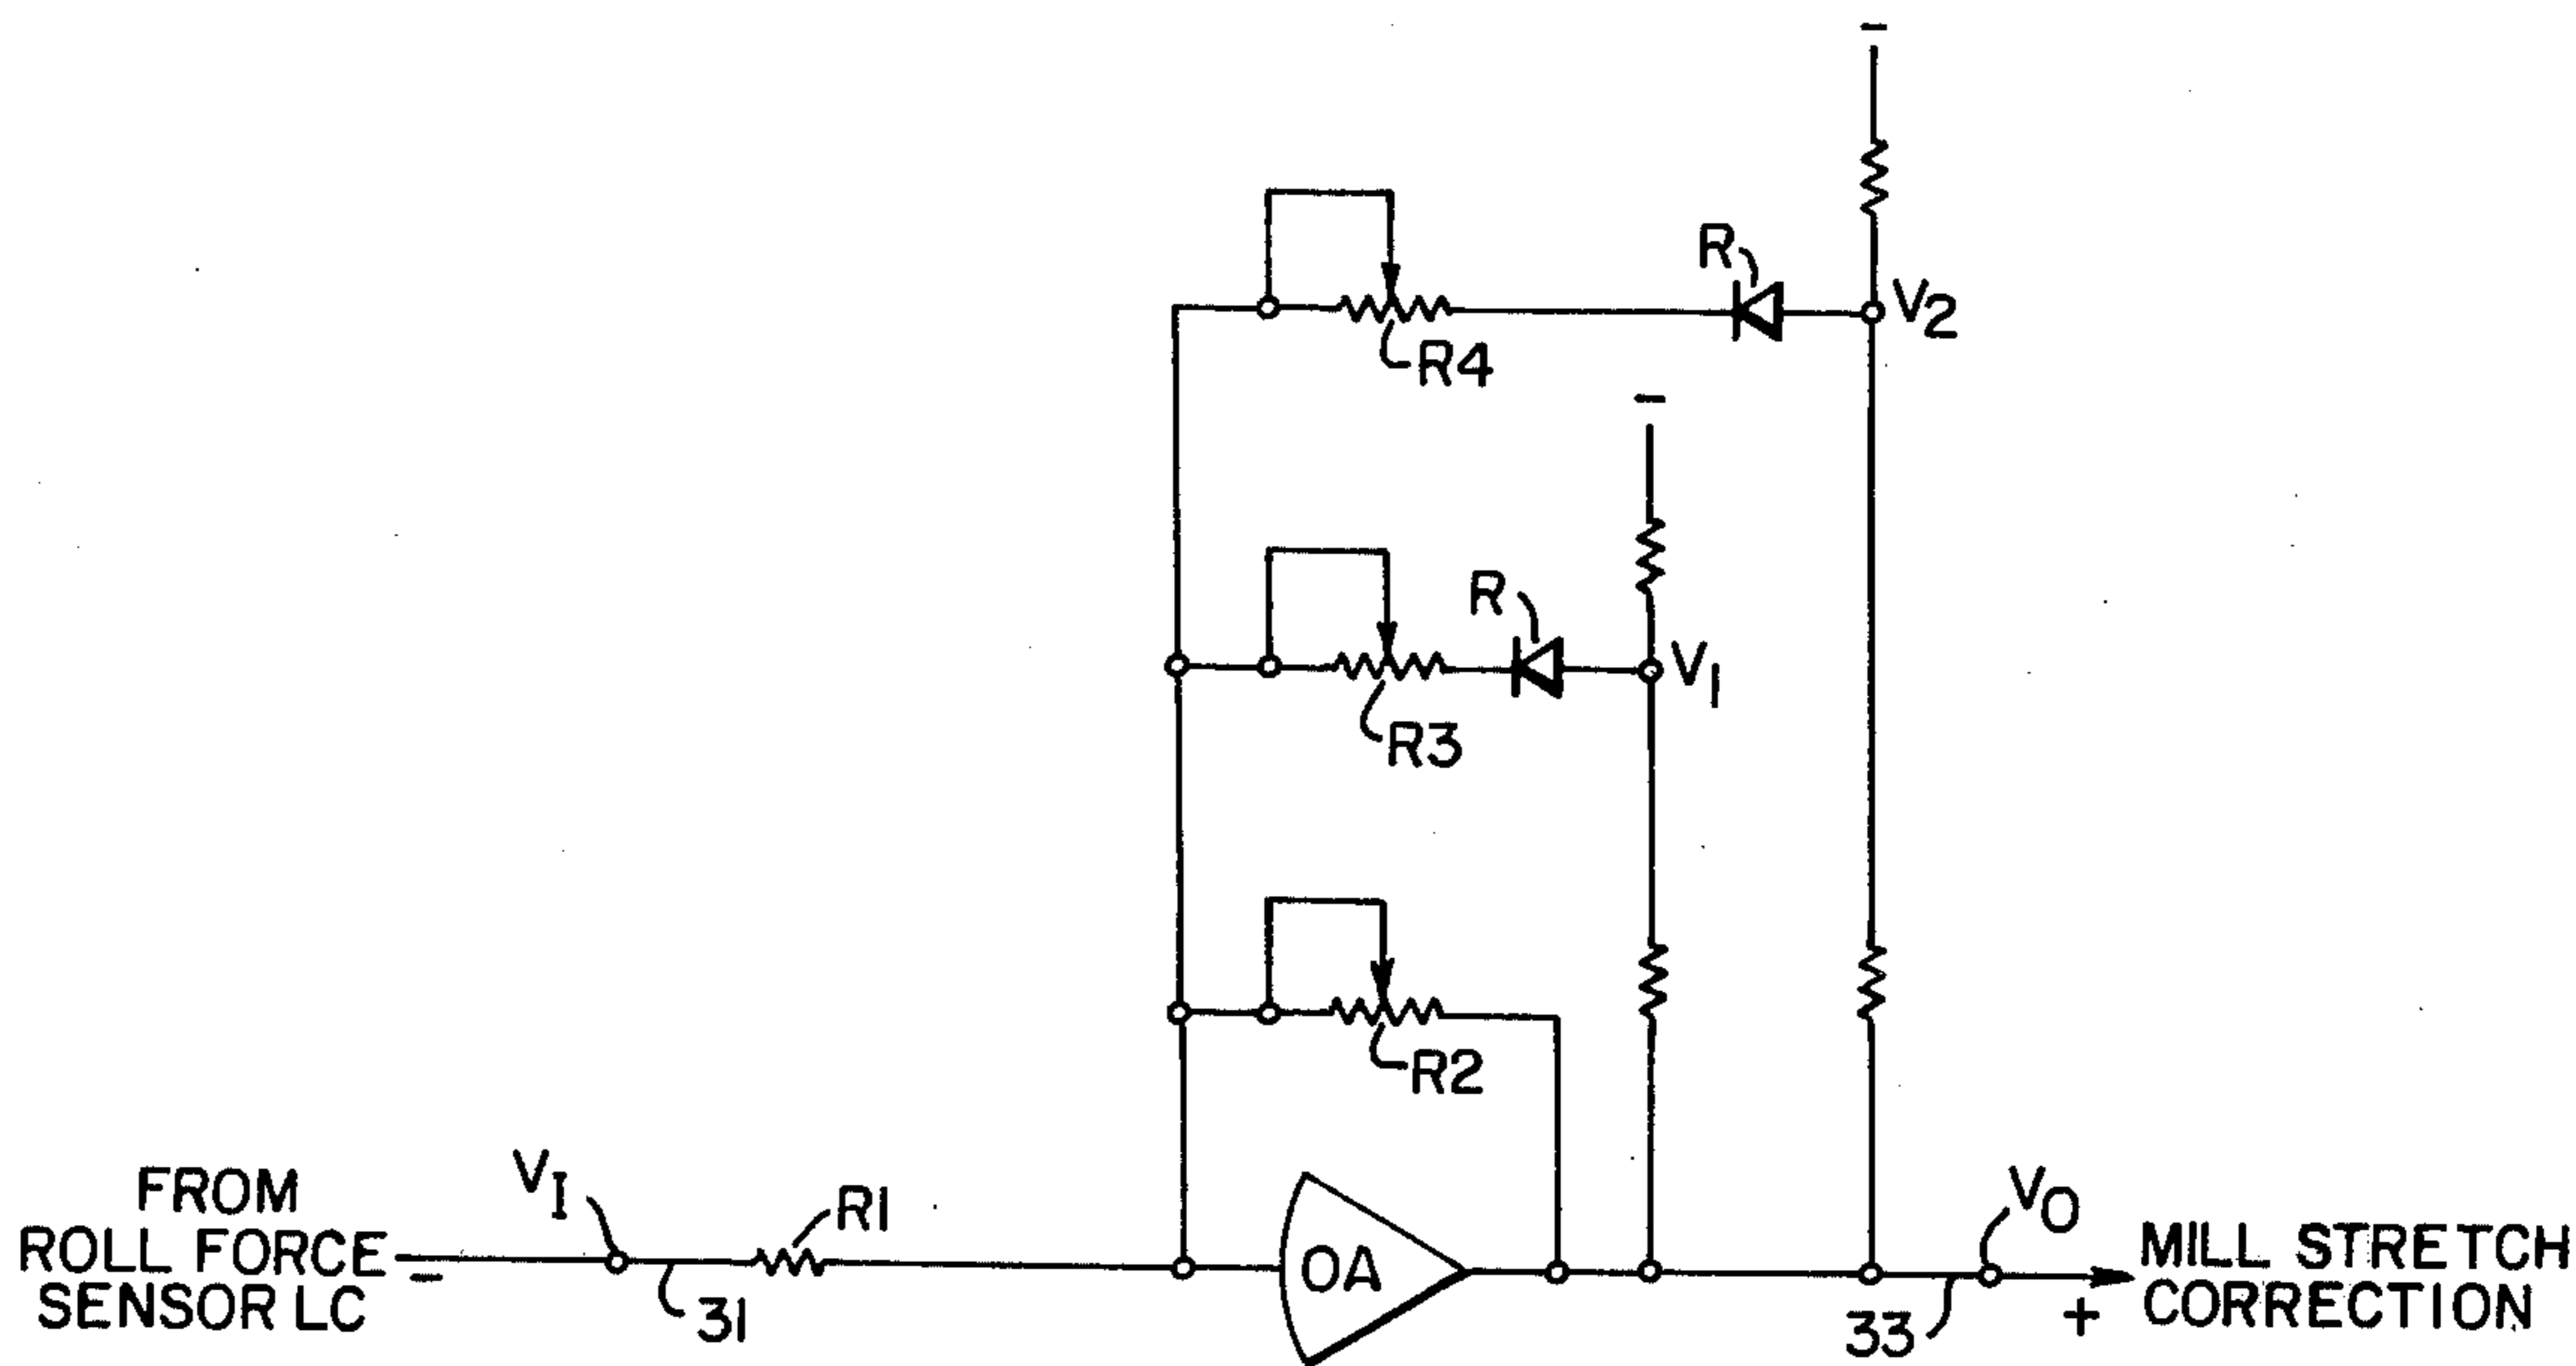 R
V2
R4
R
V1
R3
R2
FROM
ROLL FORCE
SENSOR LC
-
VI
31
R1
OA
VO
33
+
MILL STRETCH
CORRECTION